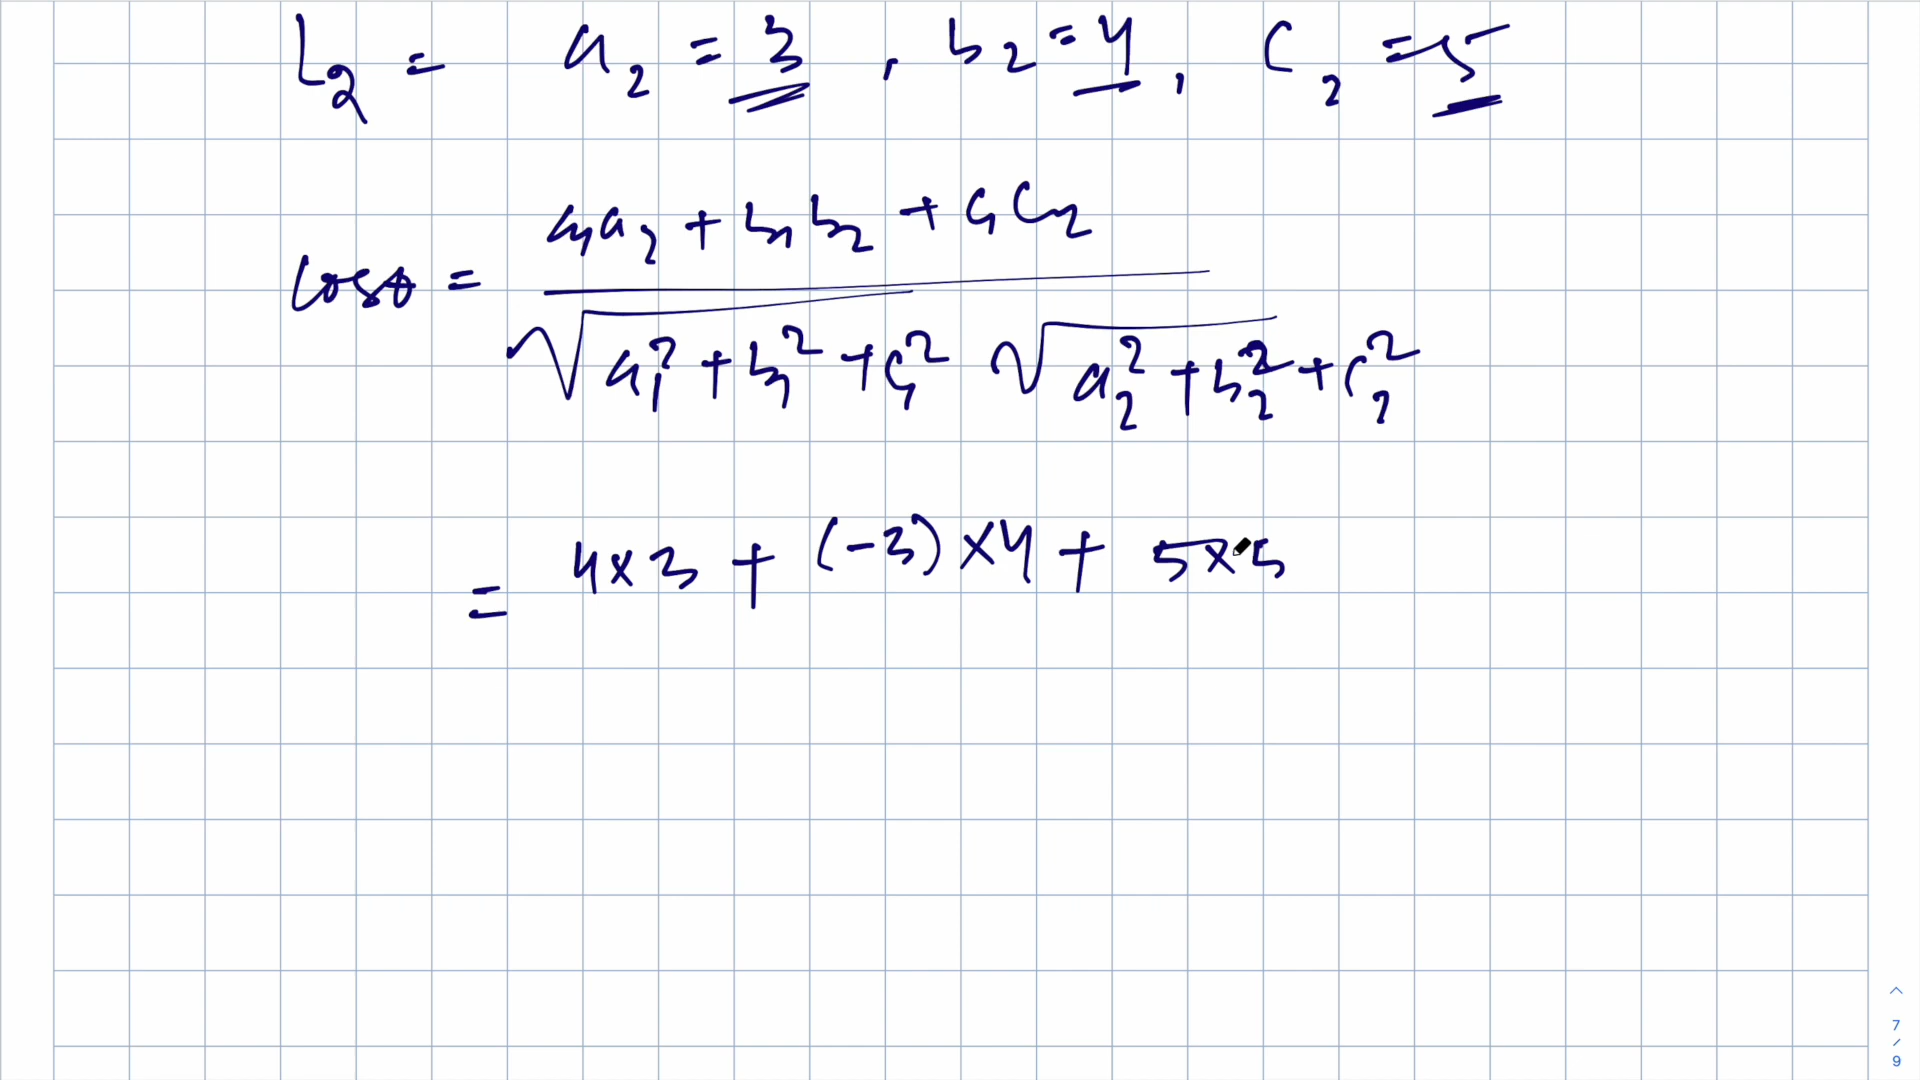 L₂ = a₂ = 3 , b₂ = 4 , c₂ = 5
a₁a₂ + b₁b₂ + c₁c₂
cosθ =
√a₁² + b₁² + c₁² √a₂² + b₂² + c₂²
= 4×3 + (-3)×4 + 5×5
7
/
9